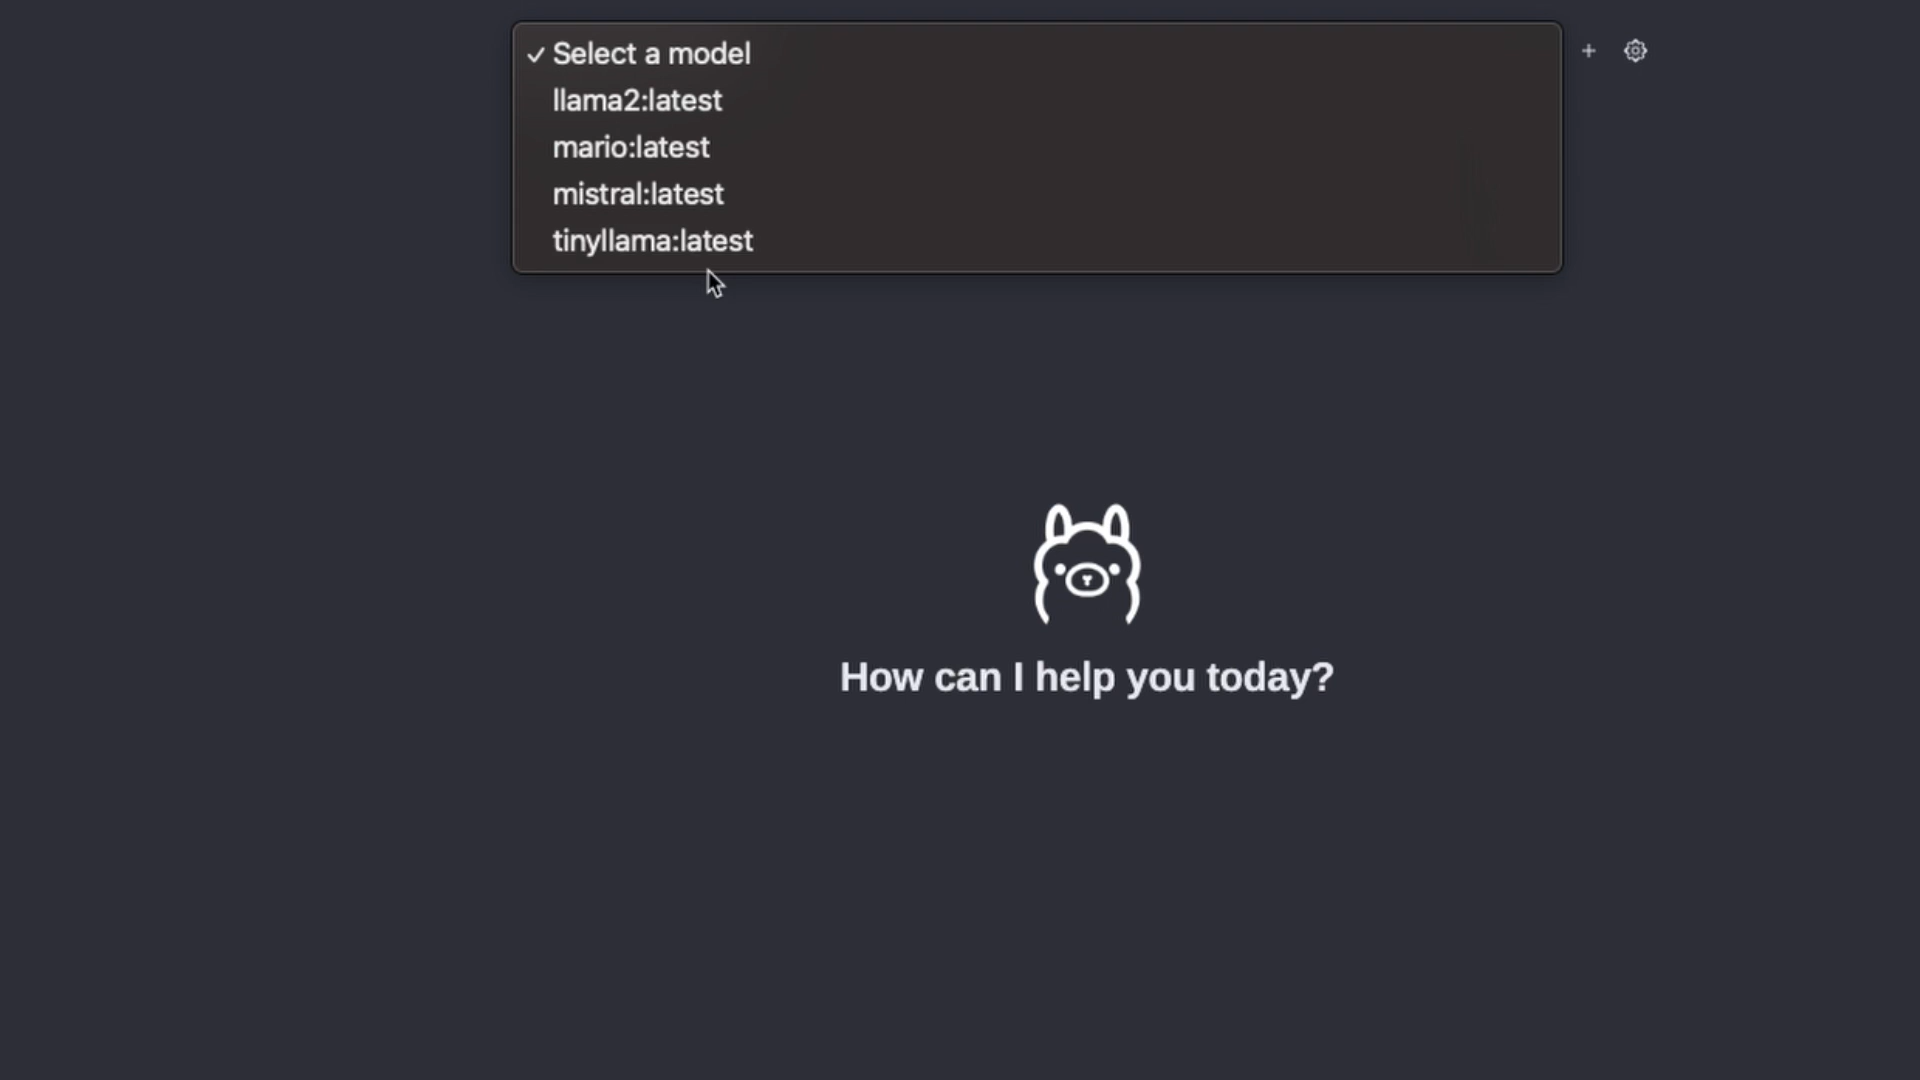 ✓ Select a model
llama2:latest
mario:latest
mistral:latest
tinyllama:latest
How can I help you today?